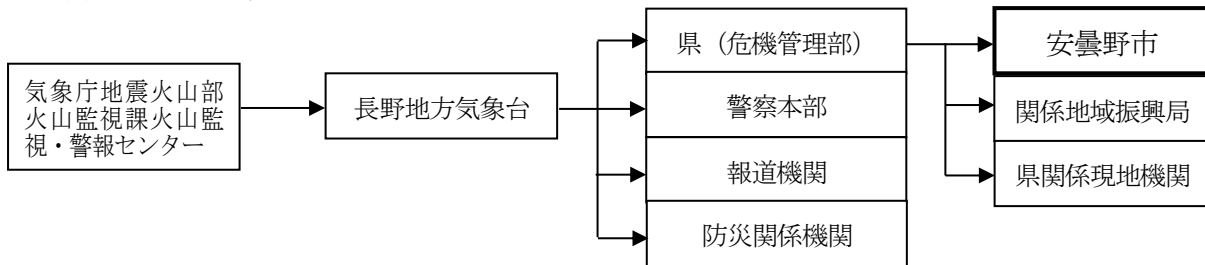 気象庁地震火山部
火山監視課火山監
視・警報センター
長野地方気象台
県（危機管理部）
警察本部
報道機関
防災関係機関
安曇野市
関係地域振興局
県関係現地機関